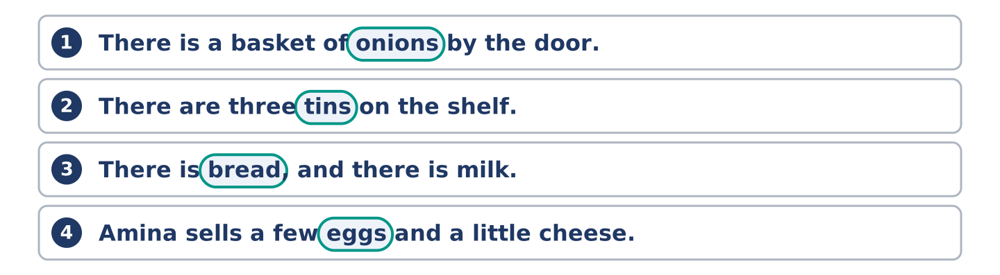 1 There is a basket of onions by the door.
2 There are three tins on the shelf.
3 There is bread, and there is milk.
4 Amina sells a few eggs and a little cheese.